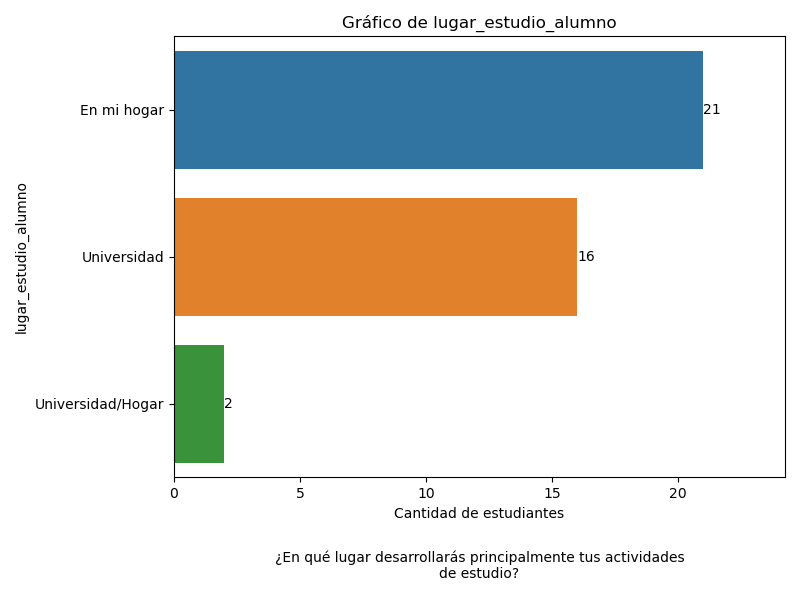 Gráfico de lugar_estudio_alumno
lugar_estudio_alumno
En mi hogar
21
Universidad
16
Universidad/Hogar
2
0 5 10 15 20
Cantidad de estudiantes
¿En qué lugar desarrollarás principalmente tus actividades
de estudio?